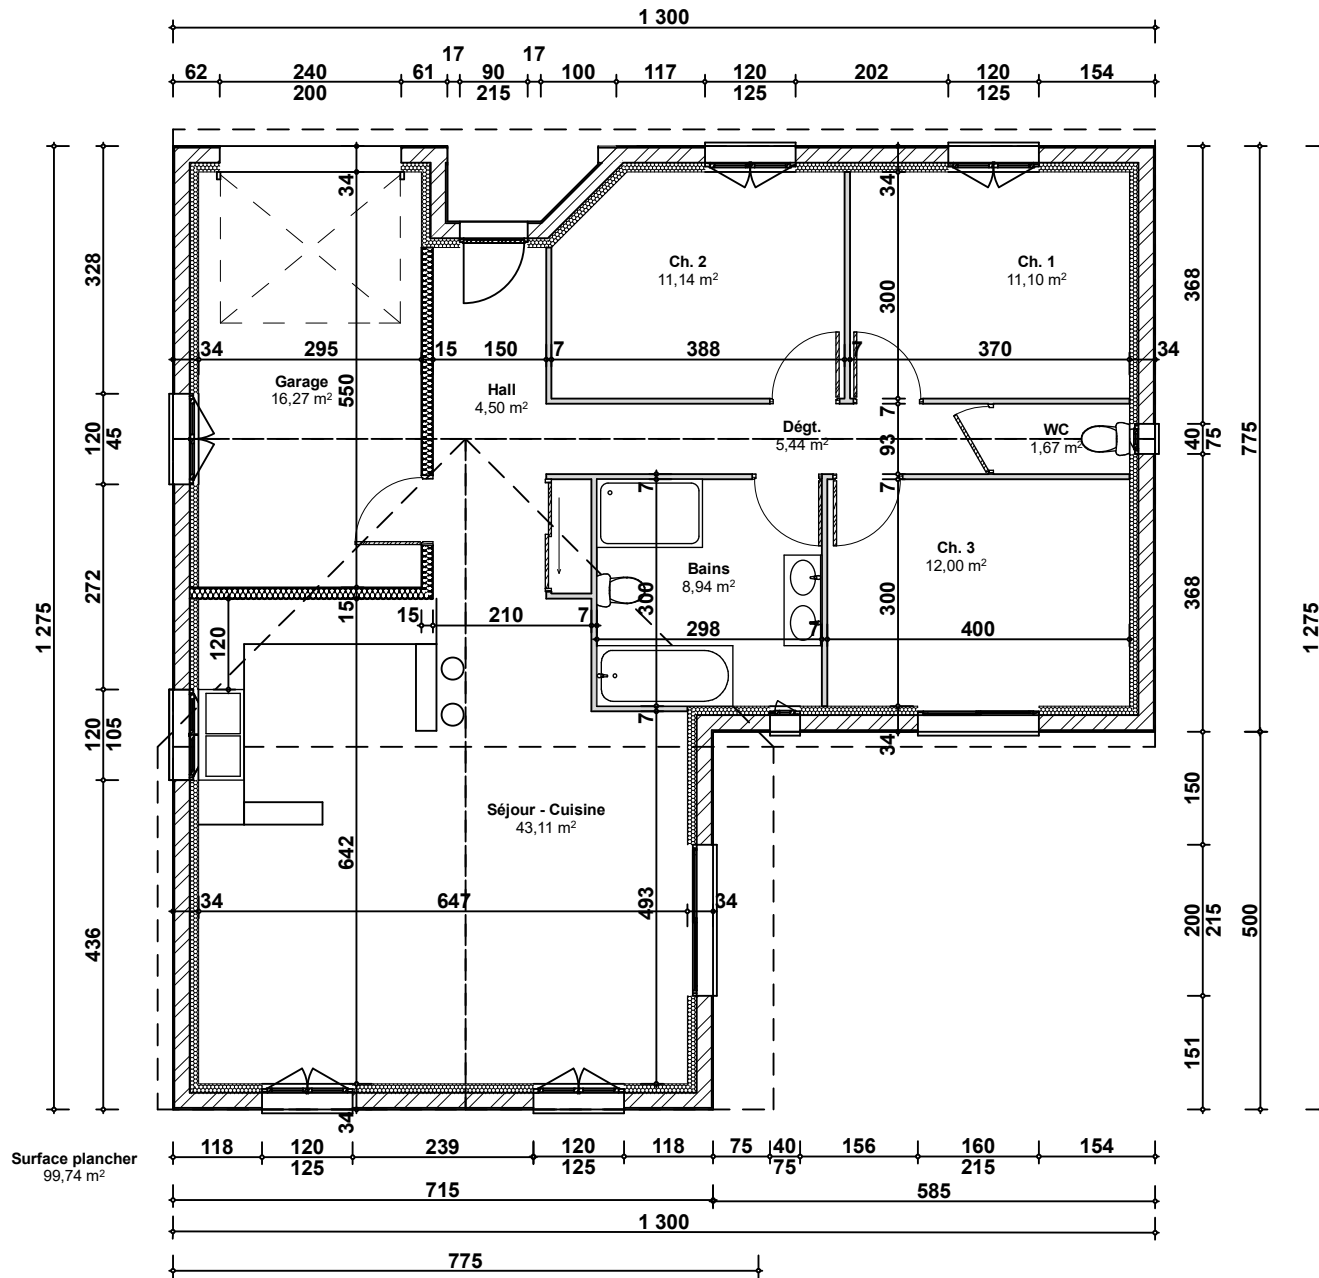 1 300
17 17
62 240 61 90 100 117 120 202 120 154
200 215 125 125
34 34
328
368
Ch. 2
11,14 m²
Ch. 1
11,10 m²
300
34 295 15 150 7 388 7 370 34
Garage
16,27 m²
550
Hall
4,50 m²
7
Dégt.
5,44 m²
93
WC
1,67 m²
120
45
40
75
775
7 7
272
15
Bains
8,94 m²
300
Ch. 3
12,00 m²
300
368
1 275
1 275
120
15 210 7
298 7 400
120
105
7
34
Séjour - Cuisine
43,11 m²
150
642
34 647 493 34
436
200
215
500
151
34
Surface plancher
99,74 m²
118 120 239 120 118 75 40 156 160 154
125 125 75 215
715 585
1 300
775